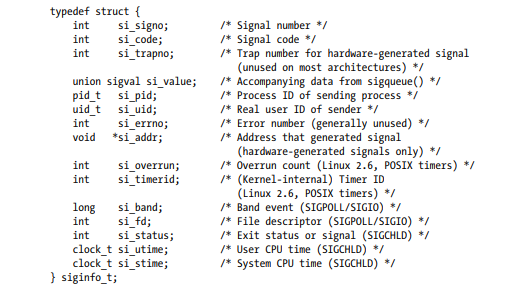 typedef struct {
int si_signo; /* Signal number */
int si_code; /* Signal code */
int si_trapno; /* Trap number for hardware-generated signal
(unused on most architectures) */
union sigval si_value; /* Accompanying data from sigqueue() */
pid_t si_pid; /* Process ID of sending process */
uid_t si_uid; /* Real user ID of sender */
int si_errno; /* Error number (generally unused) */
void *si_addr; /* Address that generated signal
(hardware-generated signals only) */
int si_overrun; /* Overrun count (Linux 2.6, POSIX timers) */
int si_timerid; /* (Kernel-internal) Timer ID
(Linux 2.6, POSIX timers) */
long si_band; /* Band event (SIGPOLL/SIGIO) */
int si_fd; /* File descriptor (SIGPOLL/SIGIO) */
int si_status; /* Exit status or signal (SIGCHLD) */
clock_t si_utime; /* User CPU time (SIGCHLD) */
clock_t si_stime; /* System CPU time (SIGCHLD) */
} siginfo_t;